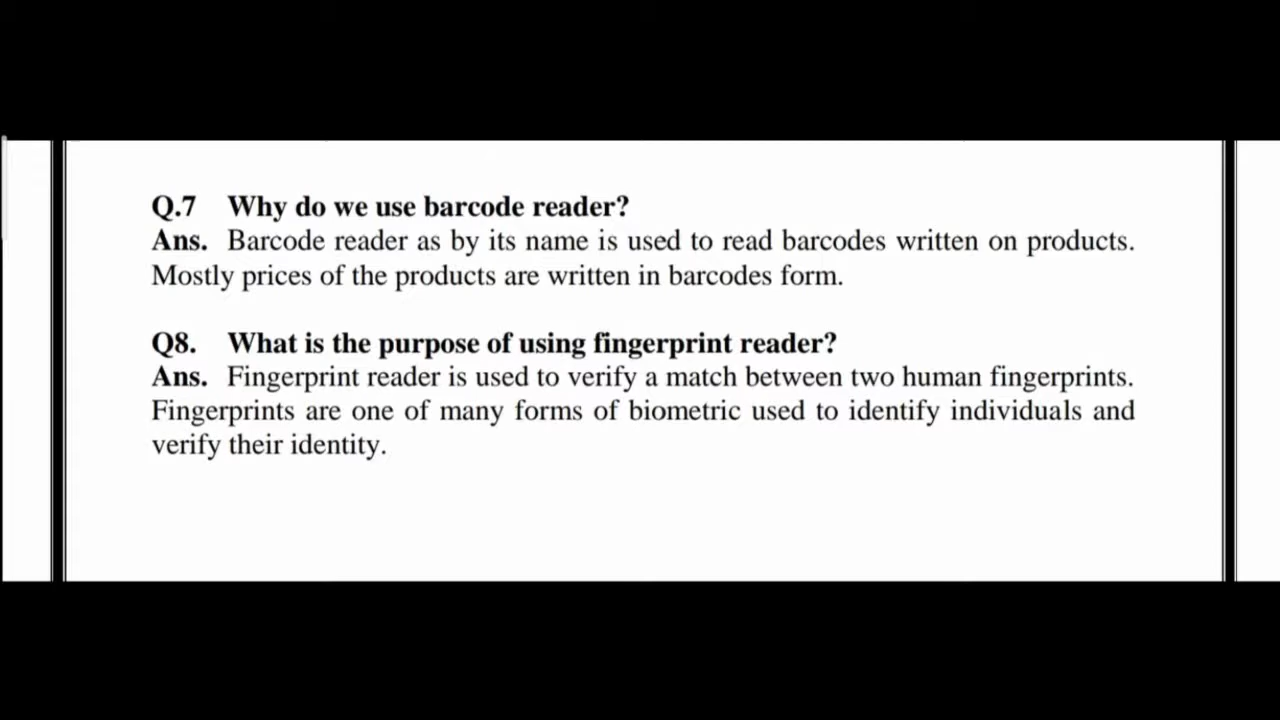 Q.7 Why do we use barcode reader?
Ans. Barcode reader as by its name is used to read barcodes written on products.
Mostly prices of the products are written in barcodes form.
Q8. What is the purpose of using fingerprint reader?
Ans. Fingerprint reader is used to verify a match between two human fingerprints.
Fingerprints are one of many forms of biometric used to identify individuals and
verify their identity.